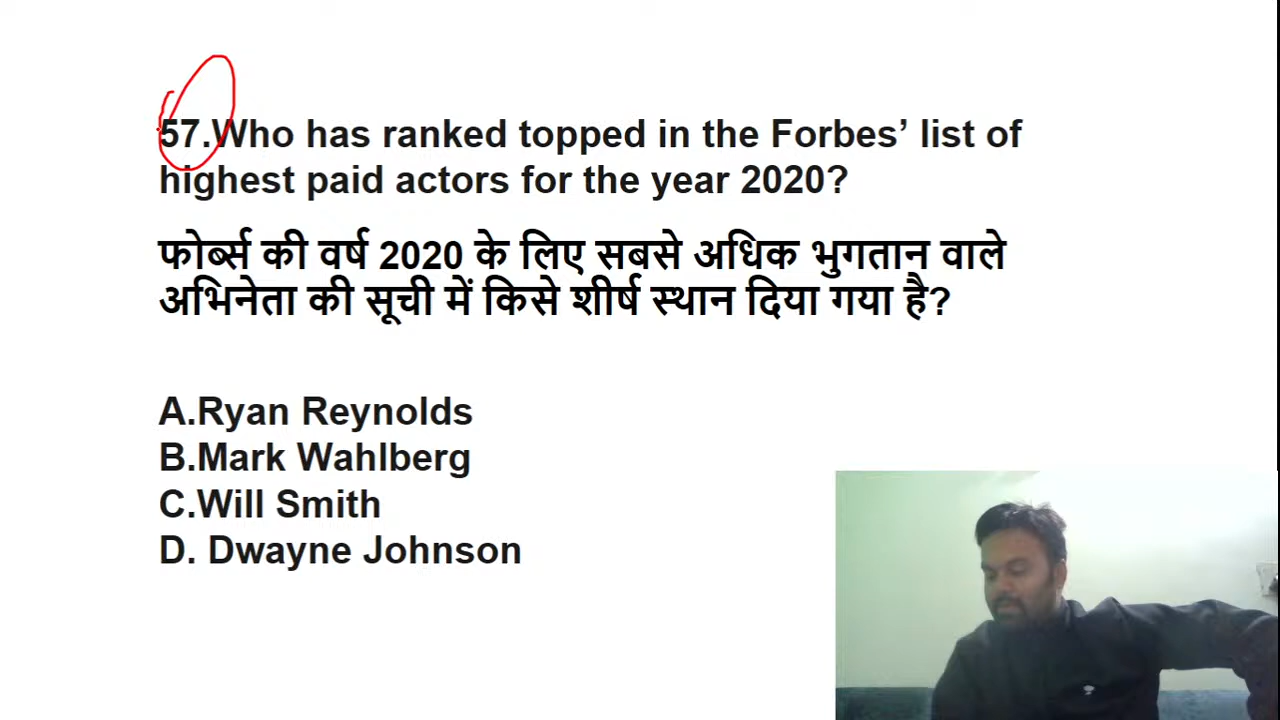 57.Who has ranked topped in the Forbes’ list of
highest paid actors for the year 2020?
फोर्ब्स की वर्ष 2020 के लिए सबसे अधिक भुगतान वाले
अभिनेता की सूची में किसे शीर्ष स्थान दिया गया है?
A.Ryan Reynolds
B.Mark Wahlberg
C.Will Smith
D. Dwayne Johnson